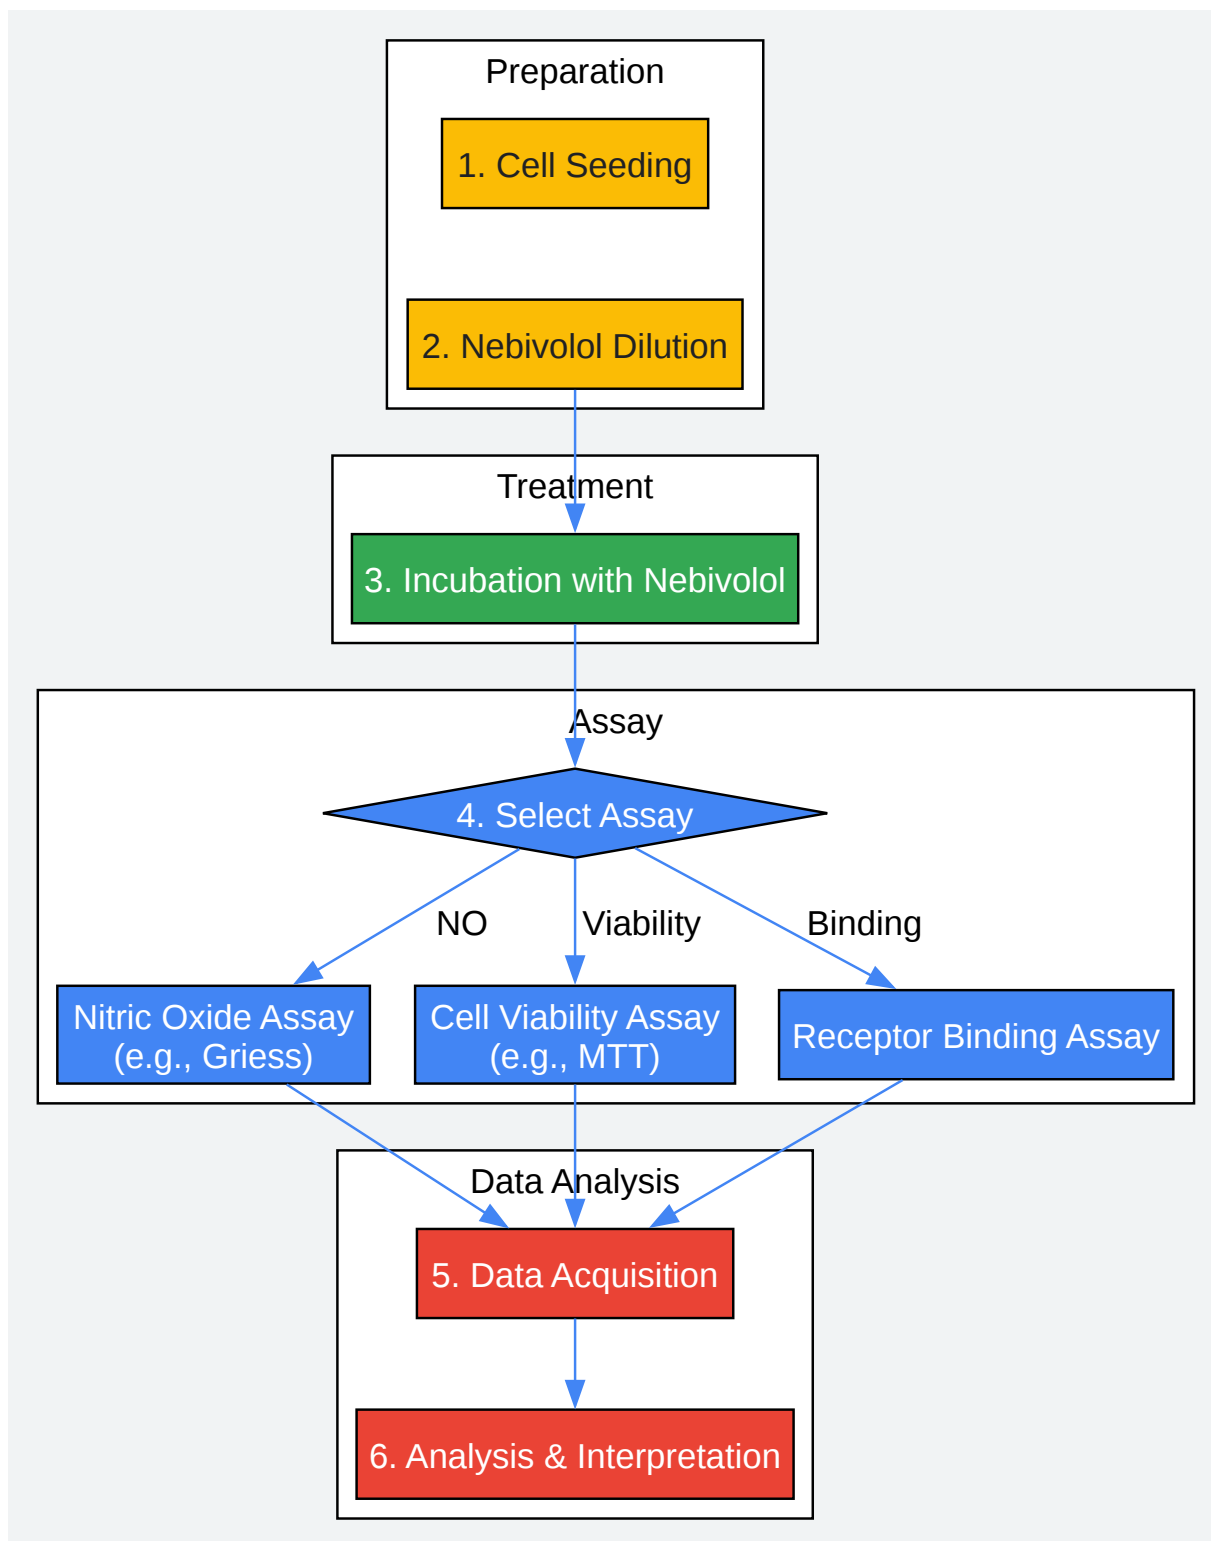 Preparation
1. Cell Seeding
2. Nebivolol Dilution
Treatment
3. Incubation with Nebivolol
Assay
4. Select Assay
NO
Viability
Binding
Nitric Oxide Assay
(e.g., Griess)
Cell Viability Assay
(e.g., MTT)
Receptor Binding Assay
Data Analysis
5. Data Acquisition
6. Analysis & Interpretation